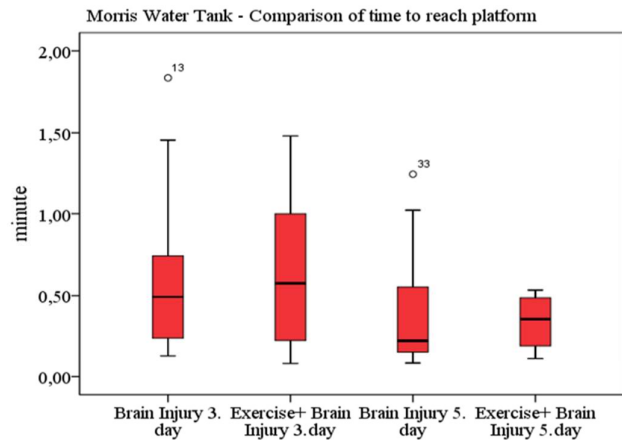 Morris Water Tank - Comparison of time to reach platform
2,00
13
1,50
33
1,00
minute
0,50
0,00
Brain Injury 3.
day
Exercise+ Brain
Injury 3.day
Brain Injury 5.
day
Exercise+ Brain
Injury 5.day